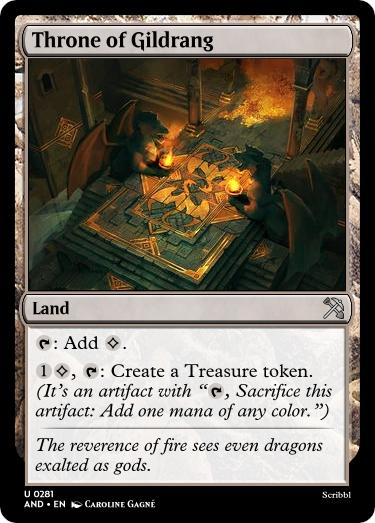 Throne of Gildrang
Land
: Add .
1 , : Create a Treasure token.
(It's an artifact with “, Sacrifice this
artifact: Add one mana of any color.”)
The reverence of fire sees even dragons
exalted as gods.
U 0281
Scribbl
AND • EN Caroline Gagné